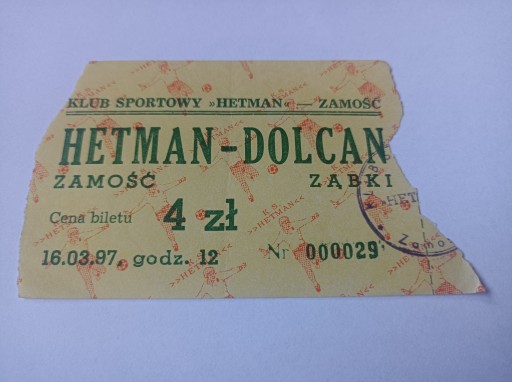 KLUB SPORTOWY »HETMAN« — ZAMOŚĆ
HETMAN-DOLCAN
ZAMOŚĆ ZĄBKI
Cena biletu 4 zł
16.03.97, godz. 12 Nr 000029
K.S.
»HETMAN«